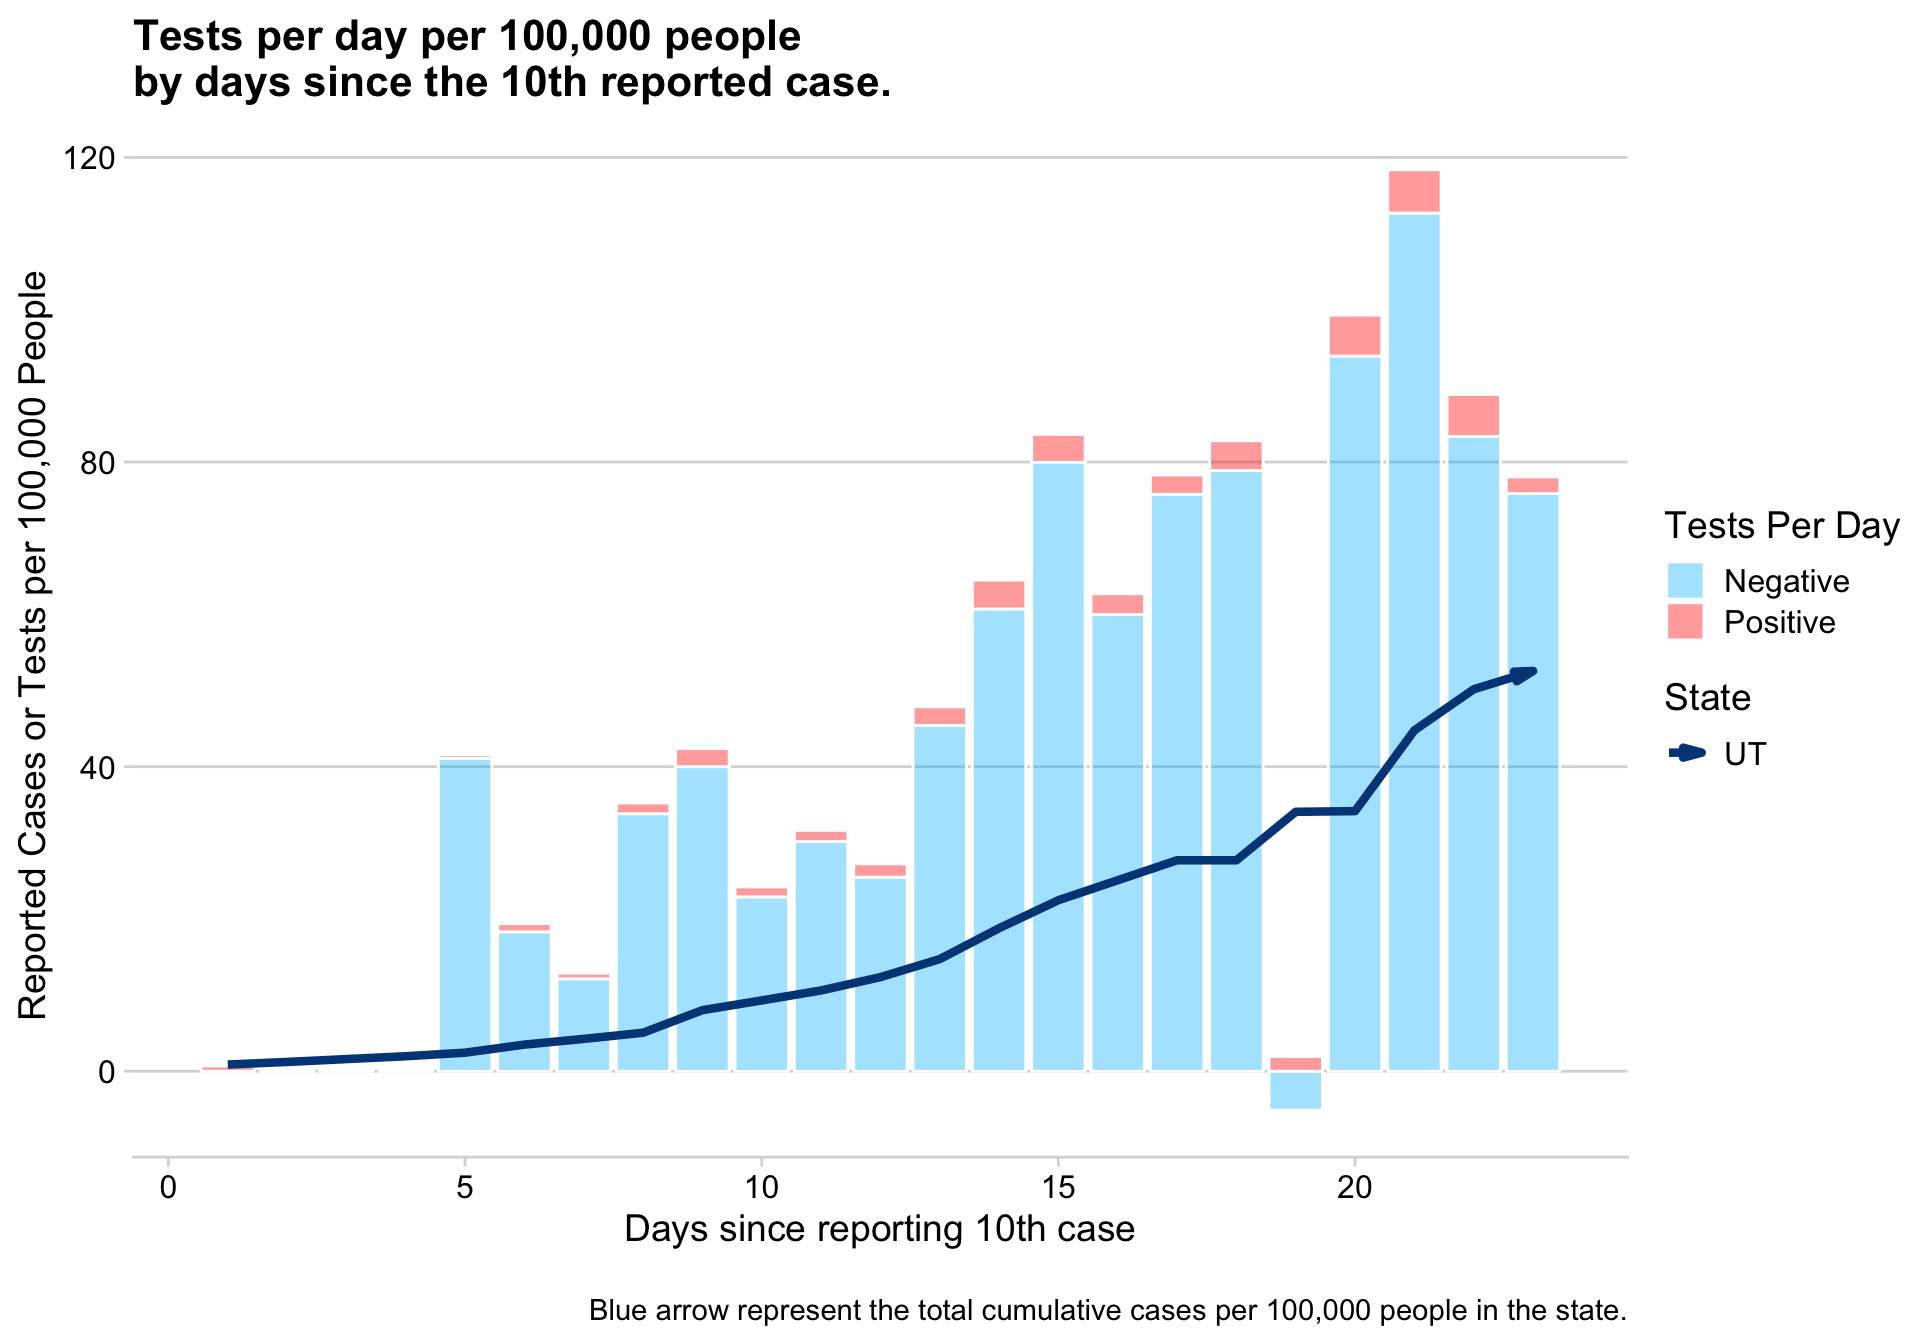 Tests per day per 100,000 people
by days since the 10th reported case.
Reported Cases or Tests per 100,000 People
120
80
40
0
0
5
10
15
20
Days since reporting 10th case
Tests Per Day
Negative
Positive
State
UT
Blue arrow represent the total cumulative cases per 100,000 people in the state.